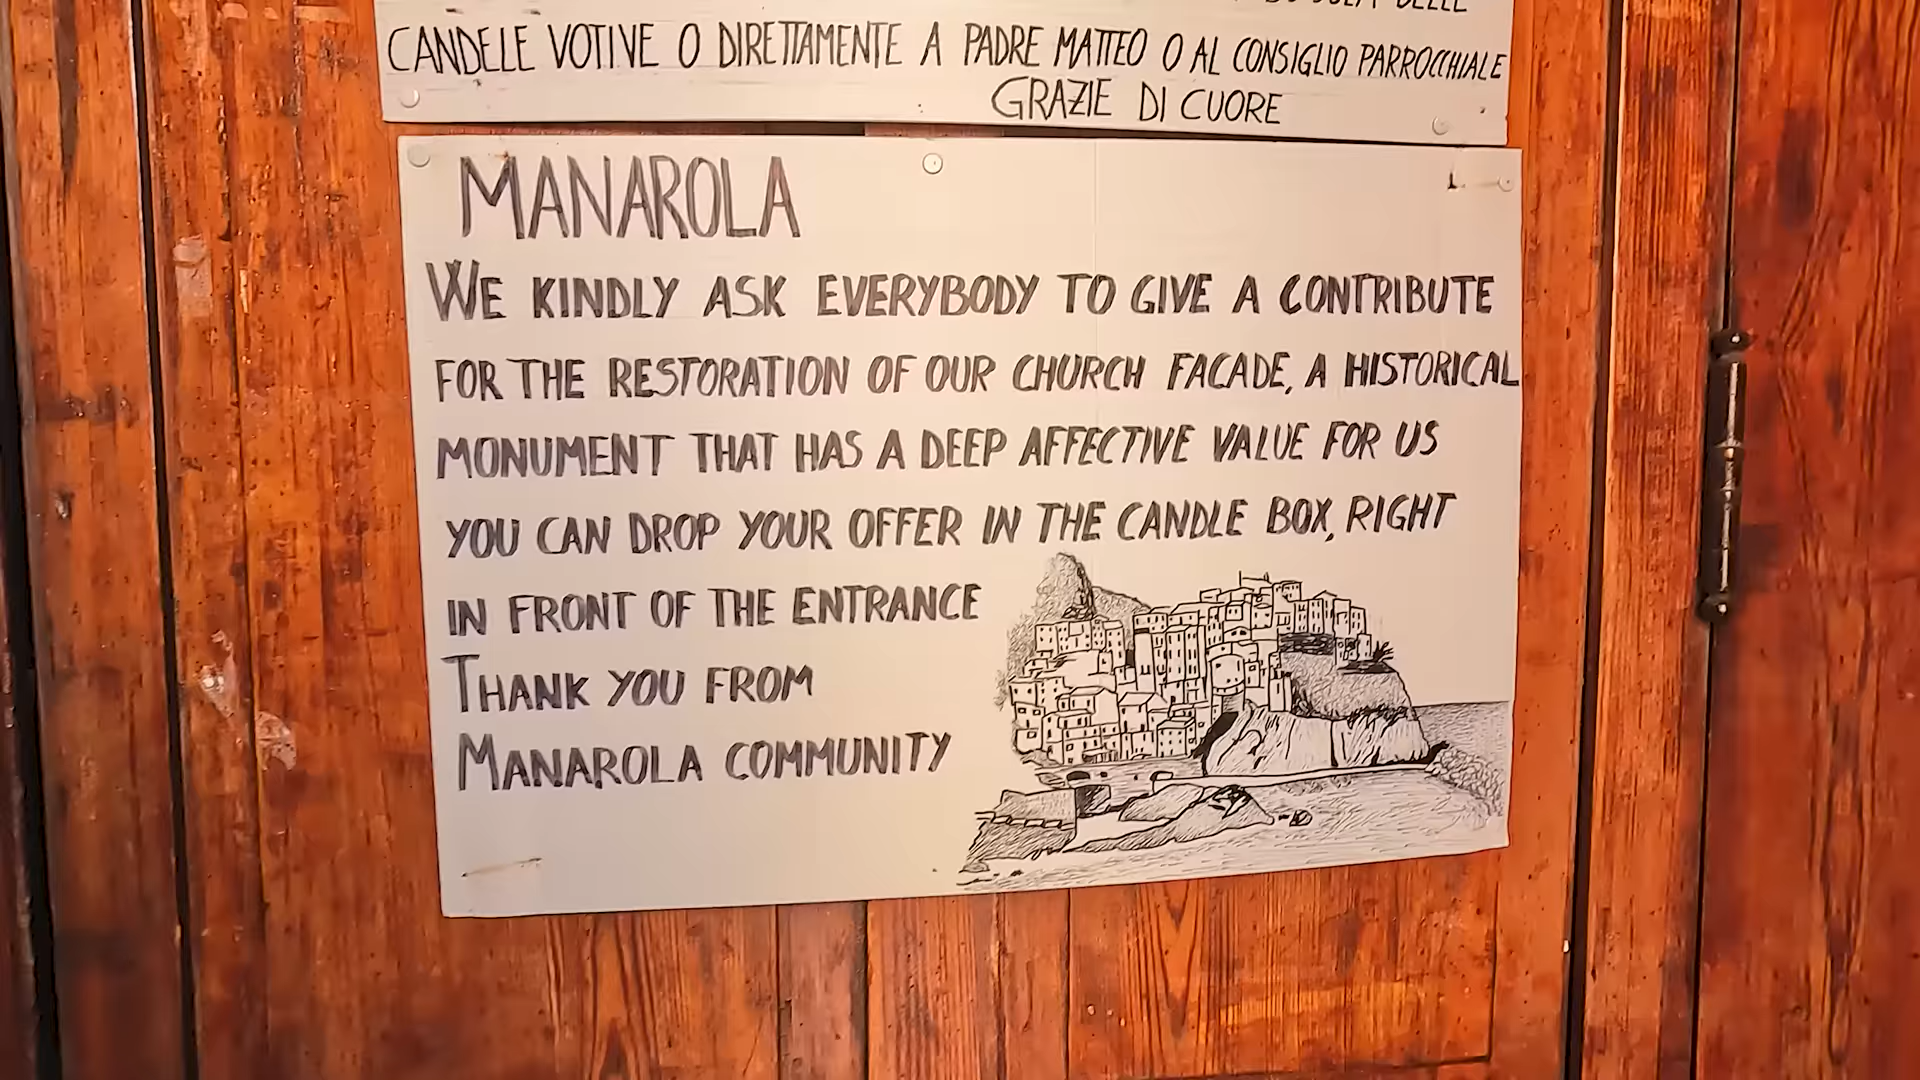 DELLE
CANDELE VOTIVE O DIRETTAMENTE A PADRE MATTEO O AL CONSIGLIO PARROCCHIALE
GRAZIE DI CUORE
MANAROLA
WE KINDLY ASK EVERYBODY TO GIVE A CONTRIBUTE
FOR THE RESTORATION OF OUR CHURCH FACADE, A HISTORICAL
MONUMENT THAT HAS A DEEP AFFECTIVE VALUE FOR US
YOU CAN DROP YOUR OFFER IN THE CANDLE BOX, RIGHT
IN FRONT OF THE ENTRANCE
THANK YOU FROM
MANAROLA COMMUNITY